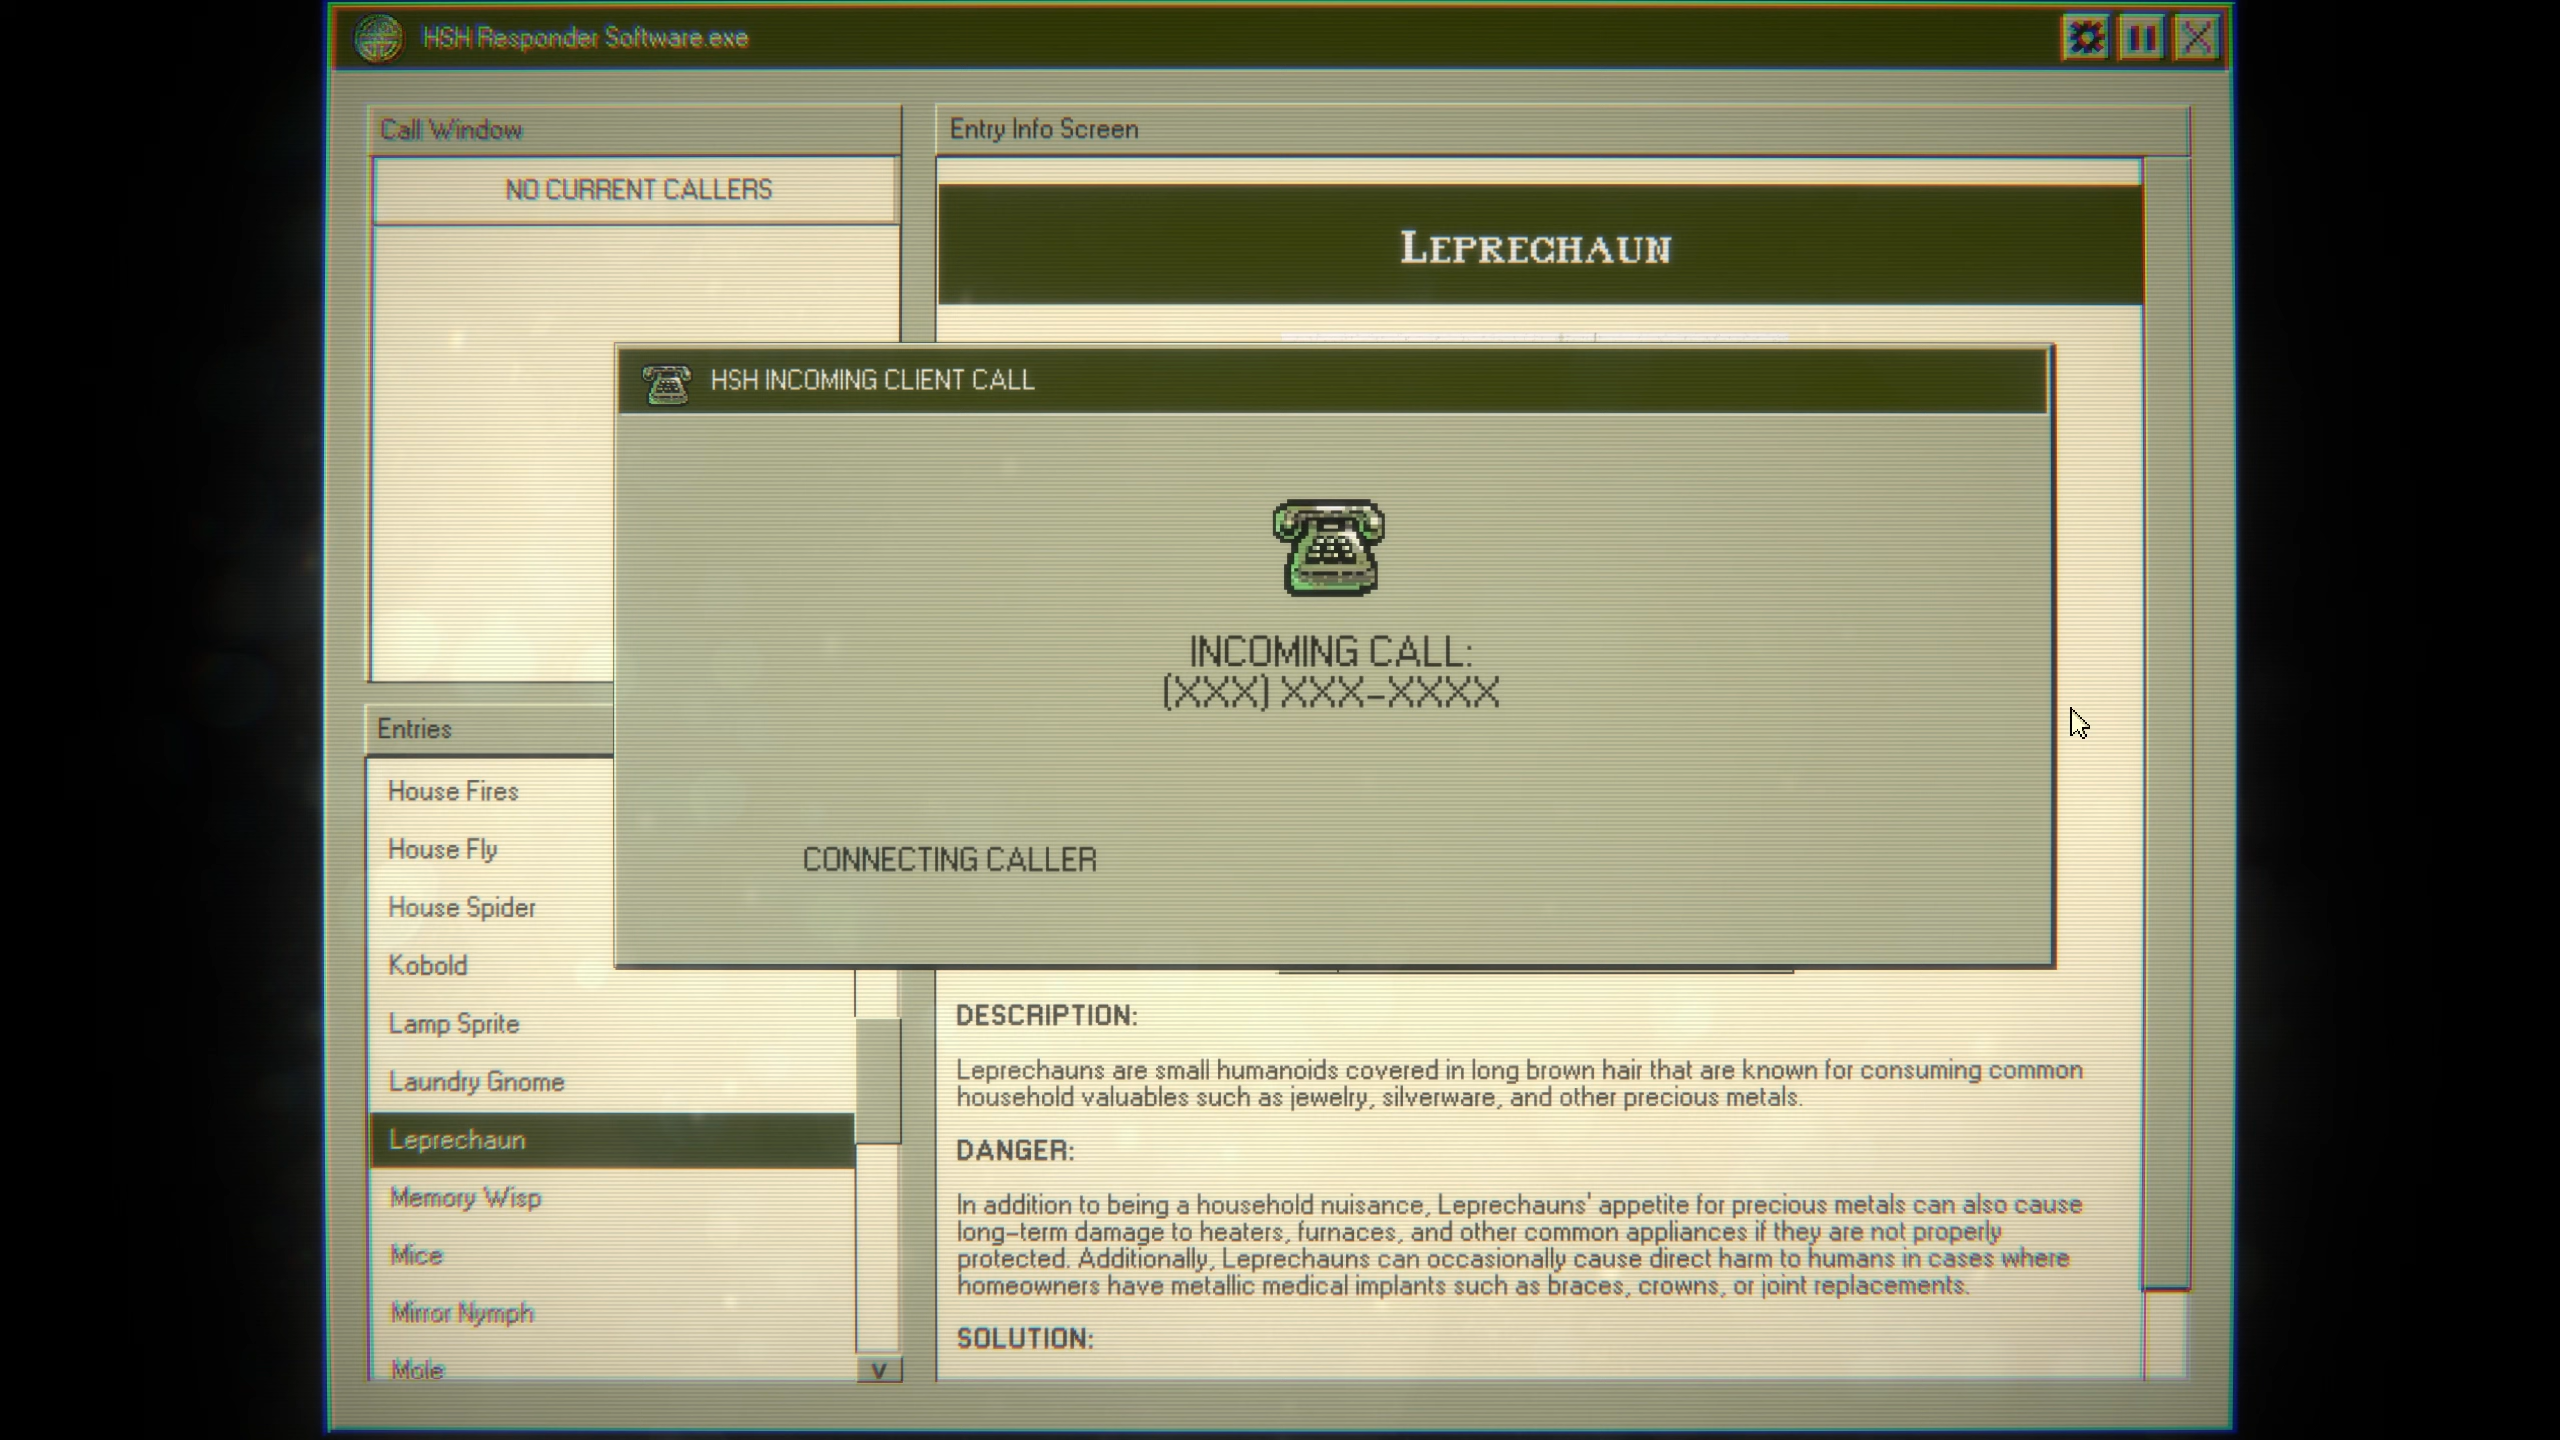 HSH Responder Software.exe
Call Window
NO CURRENT CALLERS
Entry Info Screen
LEPRECHAUN
HSH INCOMING CLIENT CALL
INCOMING CALL:
(XXX) XXX-XXXX
CONNECTING CALLER
Entries
House Fires
House Fly
House Spider
Kobold
Lamp Sprite
Laundry Gnome
Leprechaun
Memory Wisp
Mice
Mirror Nymph
Mole
V
DESCRIPTION:
Leprechauns are small humanoids covered in long brown hair that are known for consuming common
household valuables such as jewelry, silverware, and other precious metals.
DANGER:
In addition to being a household nuisance, Leprechauns' appetite for precious metals can also cause
long-term damage to heaters, furnaces, and other common appliances if they are not properly
protected. Additionally, Leprechauns can occasionally cause direct harm to humans in cases where
homeowners have metallic medical implants such as braces, crowns, or joint replacements.
SOLUTION: